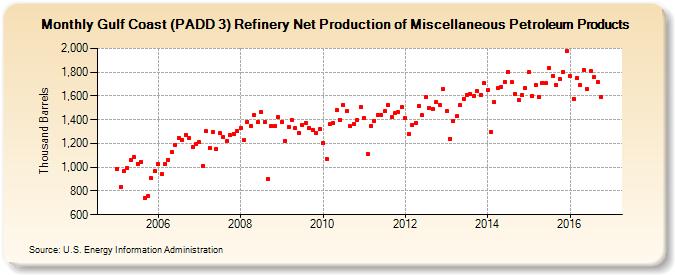 Monthly Gulf Coast (PADD 3) Refinery Net Production of Miscellaneous Petroleum Products
Thousand Barrels
2,000
1,800
1,600
1,400
1,200
1,000
800
600
2006 2008 2010 2012 2014 2016
Source: U.S. Energy Information Administration